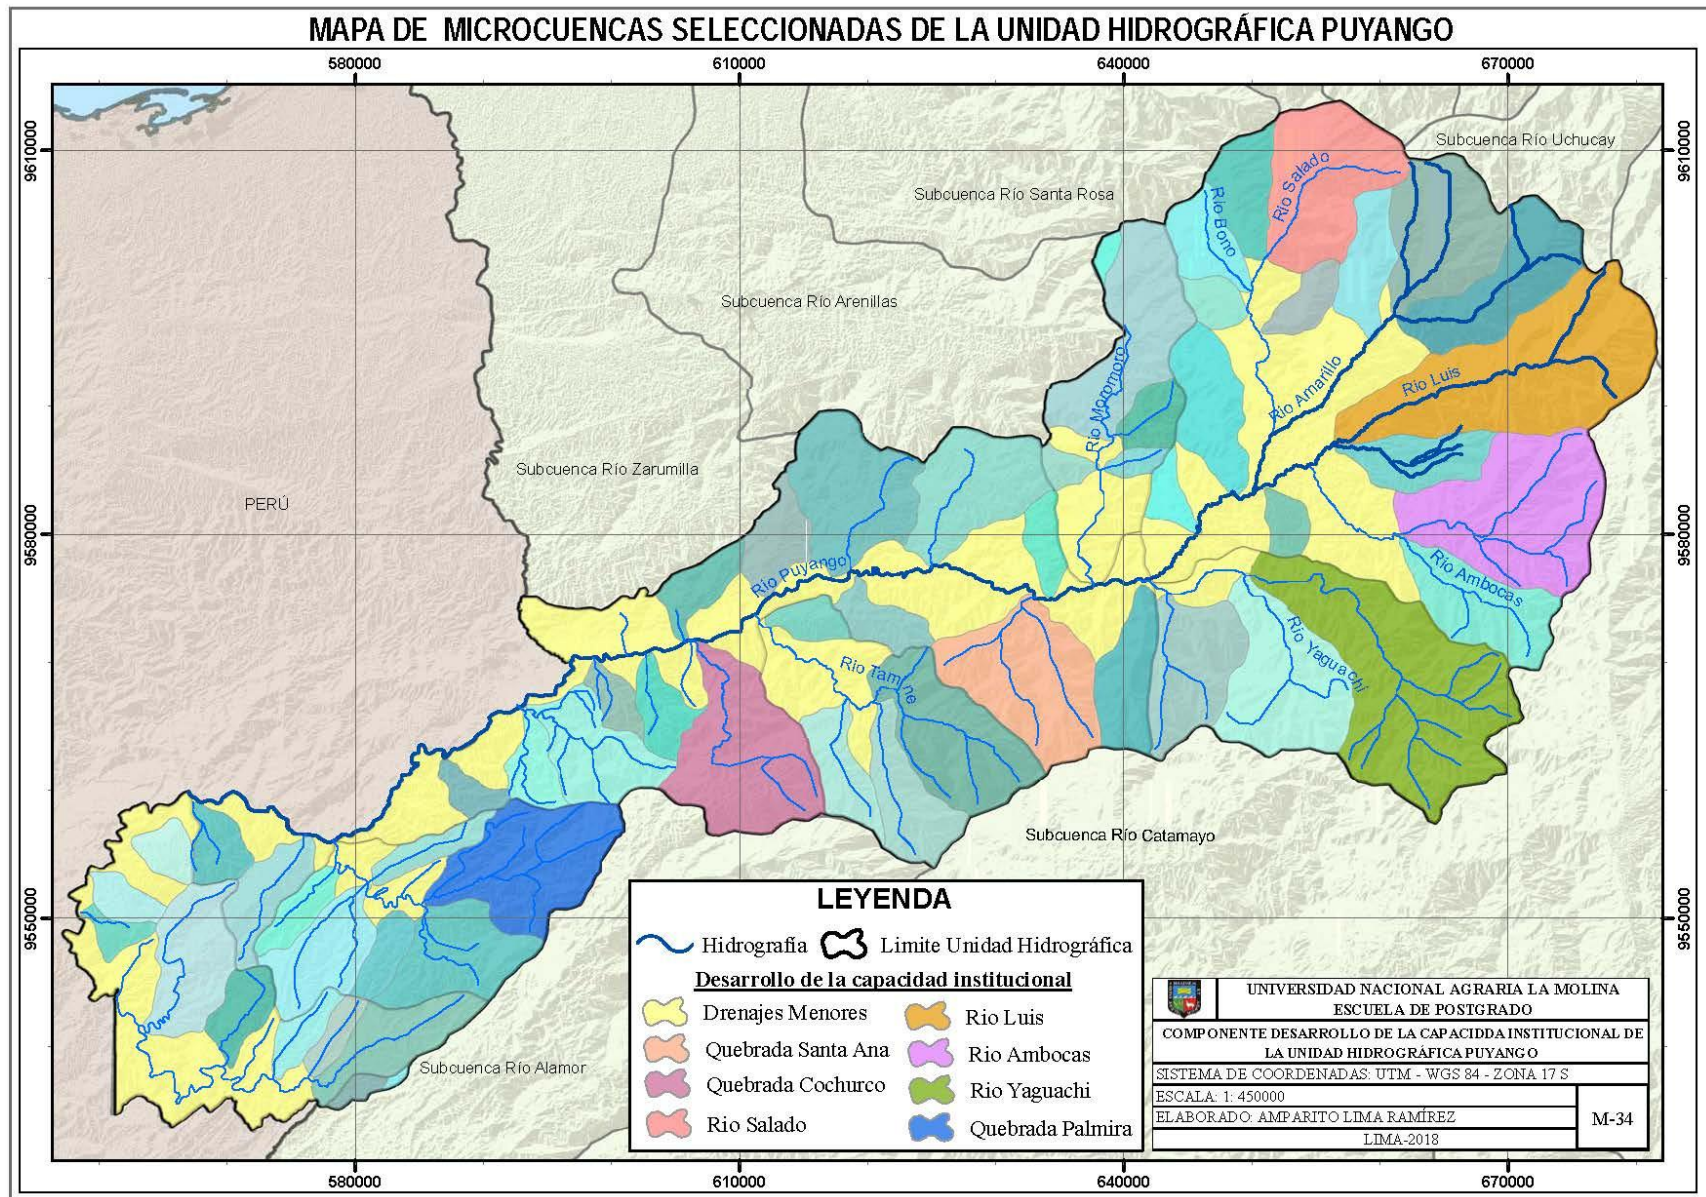 MAPA DE MICROCUENCAS SELECCIONADAS DE LA UNIDAD HIDROGRÁFICA PUYANGO
580000
610000
640000
670000
9610000
9610000
Subcuenca Río Uchucay
Río Salado
Subcuenca Río Santa Rosa
Río Bono
Subcuenca Río Arenillas
Río Moromoro
Río Amarillo
Río Luis
Subcuenca Río Zarumilla
PERÚ
9580000
9580000
Río Puyango
Río Ambocas
Río Yaguachi
Río Tamine
Subcuenca Río Catamayo
9550000
9550000
Subcuenca Río Alamor
LEYENDA
Hidrografía
Limite Unidad Hidrográfica
Desarrollo de la capacidad institucional
Drenajes Menores
Rio Luis
Quebrada Santa Ana
Rio Ambocas
Quebrada Cochurco
Rio Yaguachi
Rio Salado
Quebrada Palmira
UNIVERSIDAD NACIONAL AGRARIA LA MOLINA
ESCUELA DE POSTGRADO
COMPONENTE DESARROLLO DE LA CAPACIDDA INSTITUCIONAL DE
LA UNIDAD HIDROGRÁFICA PUYANGO
SISTEMA DE COORDENADAS: UTM - WGS 84 - ZONA 17 S
ESCALA: 1: 450000
ELABORADO: AMPARITO LIMA RAMÍREZ
M-34
LIMA-2018
580000
610000
640000
670000